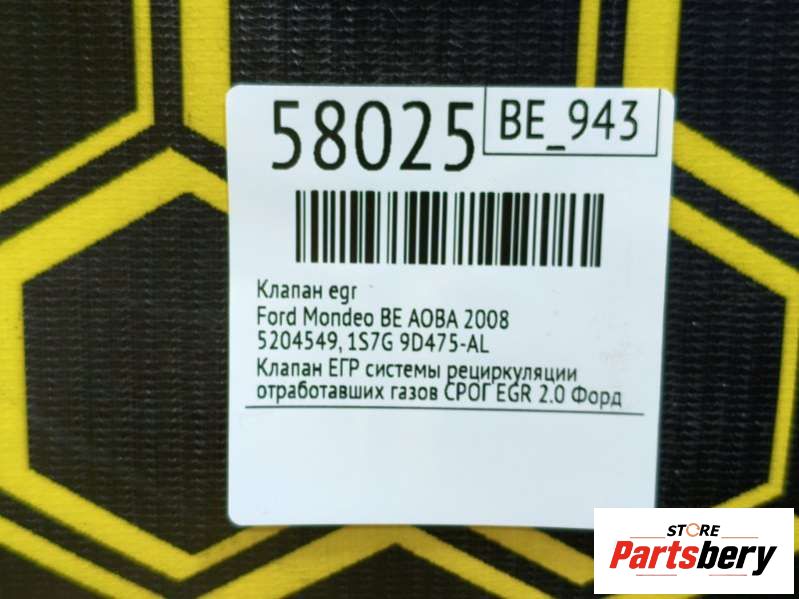 58025
BE_943
Клапан egr
Ford Mondeo BE AOBA 2008
5204549, 1S7G 9D475-AL
Клапан ЕГР системы рециркуляции
отработавших газов СРОГ EGR 2.0 Форд
STORE
Partsbery